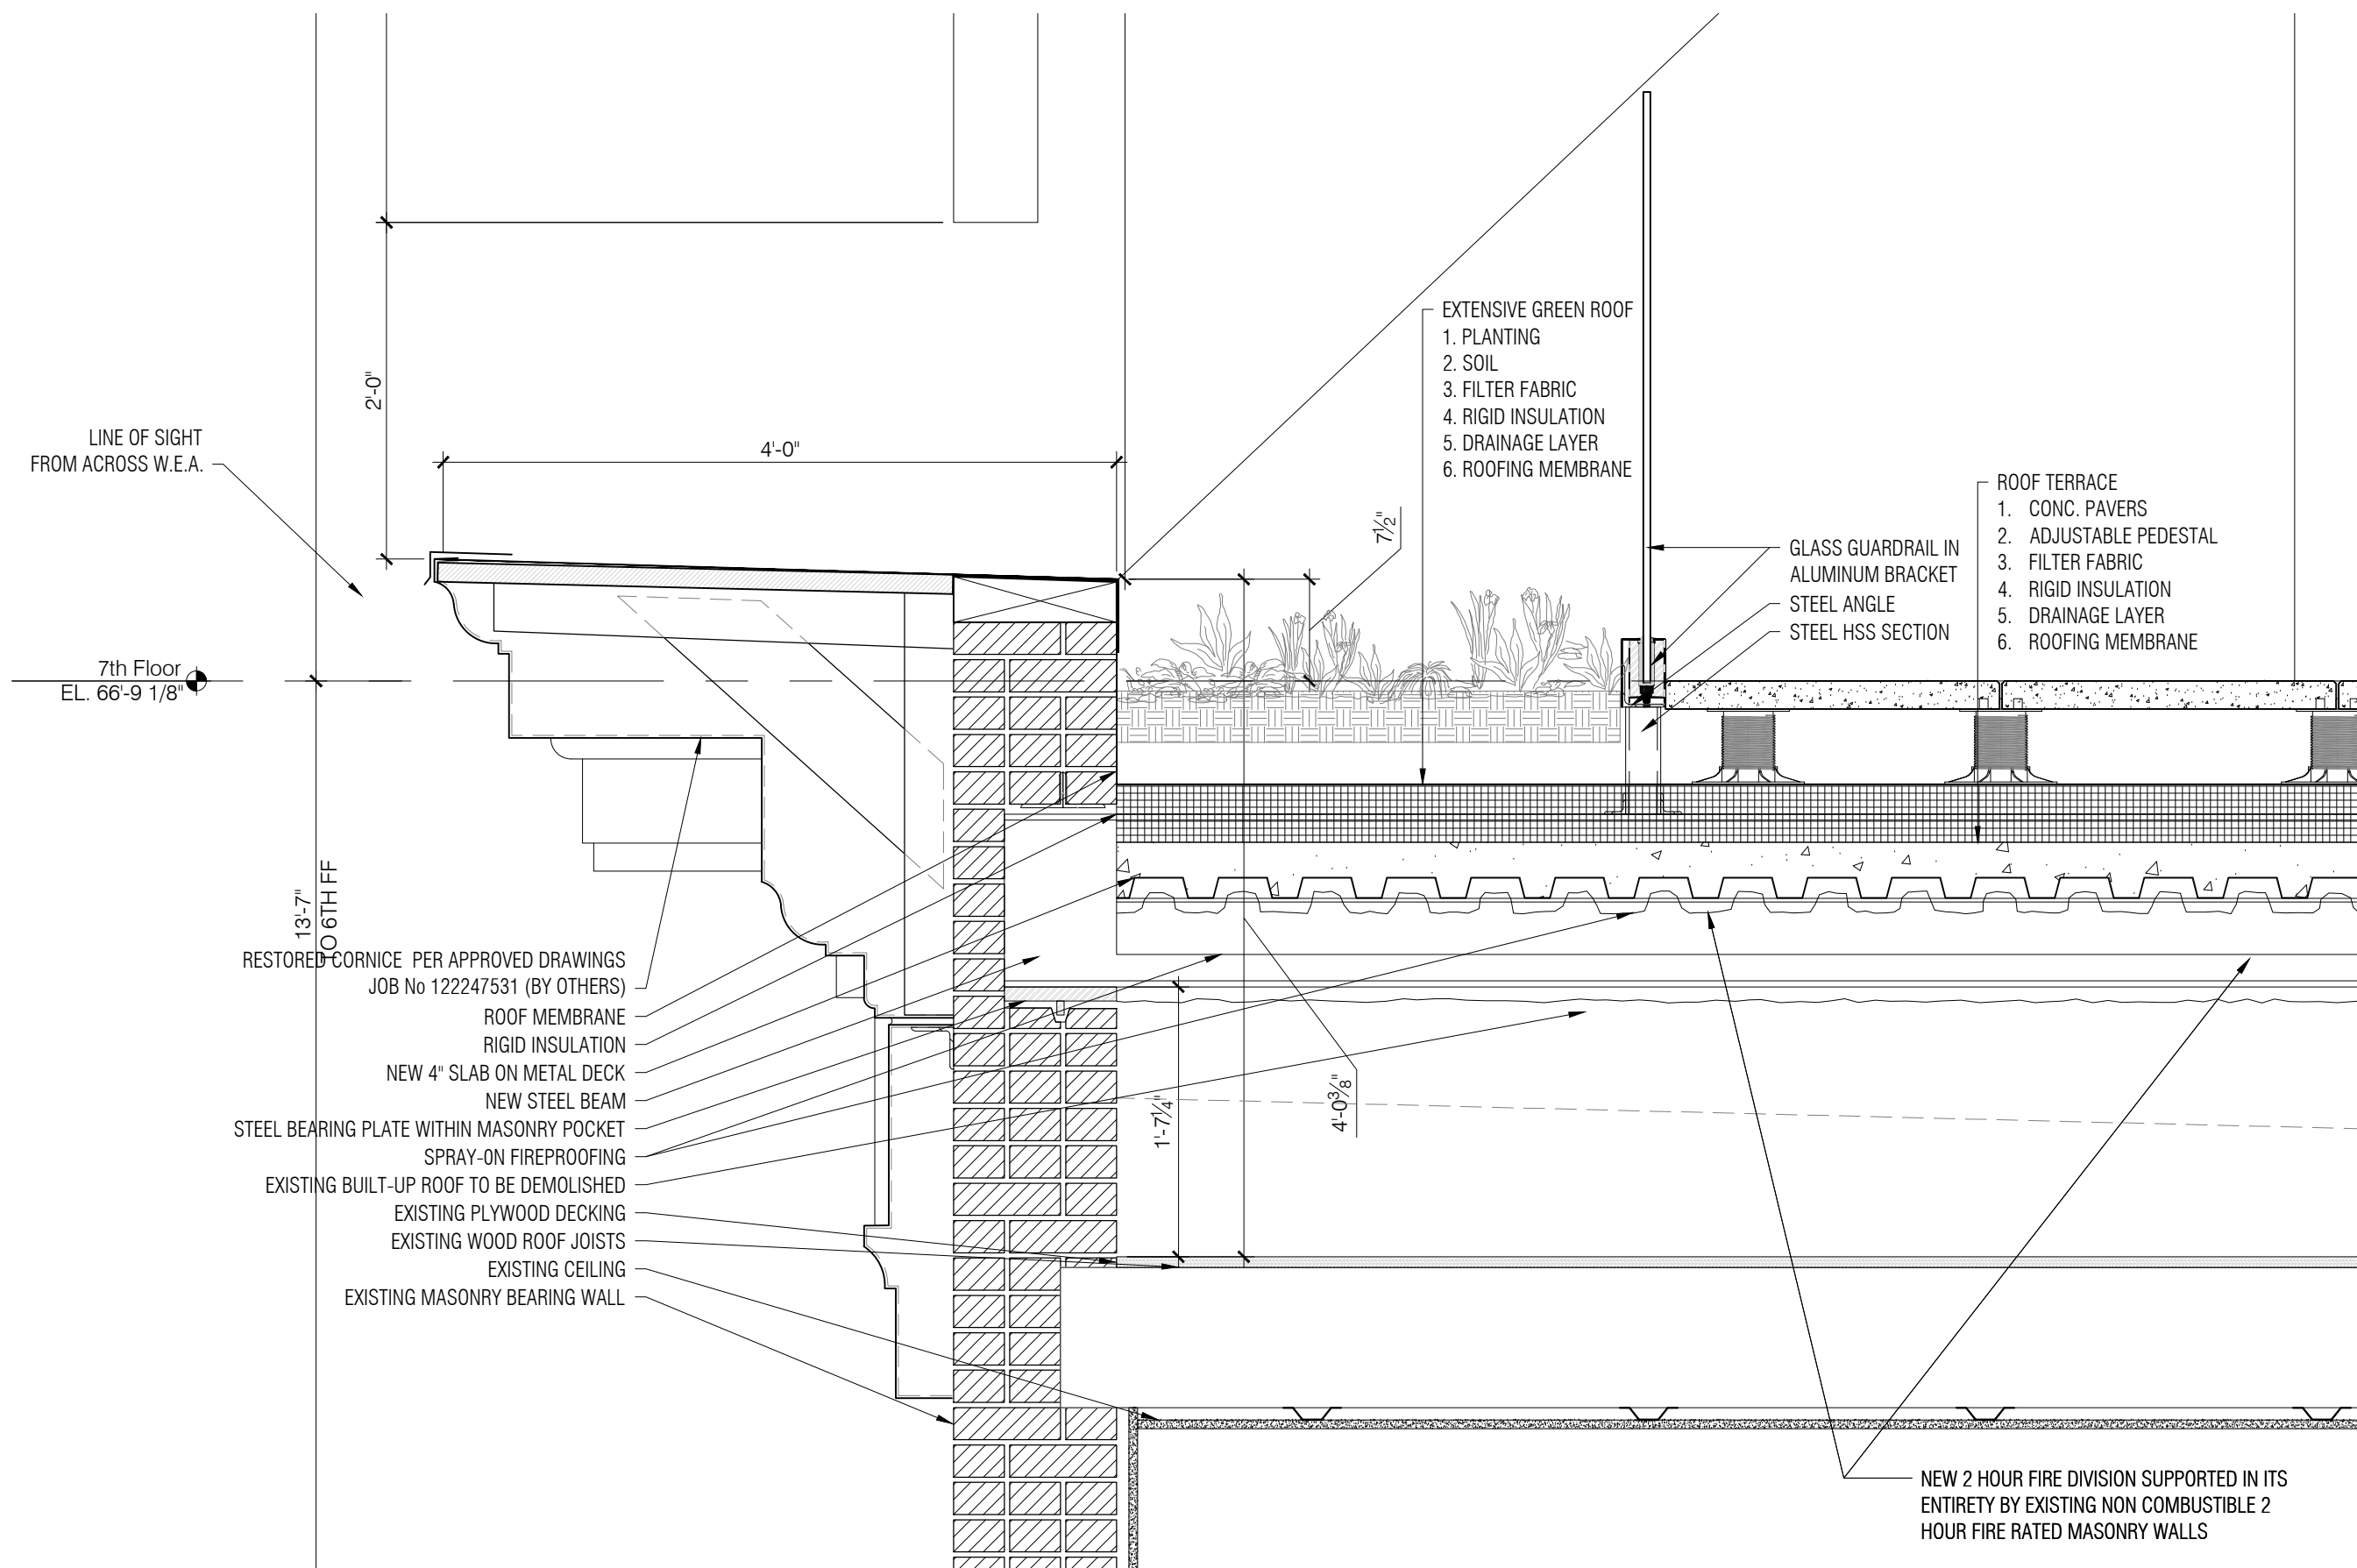 2'-0"
EXTENSIVE GREEN ROOF
1. PLANTING
2. SOIL
3. FILTER FABRIC
4. RIGID INSULATION
5. DRAINAGE LAYER
6. ROOFING MEMBRANE
LINE OF SIGHT
FROM ACROSS W.E.A.
4'-0"
7½"
ROOF TERRACE
1. CONC. PAVERS
2. ADJUSTABLE PEDESTAL
3. FILTER FABRIC
4. RIGID INSULATION
5. DRAINAGE LAYER
6. ROOFING MEMBRANE
GLASS GUARDRAIL IN
ALUMINUM BRACKET
STEEL ANGLE
STEEL HSS SECTION
7th Floor
EL. 66'-9 1/8"
13'-7"
TO 6TH FF
RESTORED CORNICE PER APPROVED DRAWINGS
JOB No 122247531 (BY OTHERS)
ROOF MEMBRANE
RIGID INSULATION
NEW 4" SLAB ON METAL DECK
NEW STEEL BEAM
STEEL BEARING PLATE WITHIN MASONRY POCKET
SPRAY-0N FIREPROOFING
EXISTING BUILT-UP ROOF TO BE DEMOLISHED
EXISTING PLYWOOD DECKING
EXISTING WOOD ROOF JOISTS
EXISTING CEILING
EXISTING MASONRY BEARING WALL
1'-7¼"
4'-0⅜"
NEW 2 HOUR FIRE DIVISION SUPPORTED IN ITS
ENTIRETY BY EXISTING NON COMBUSTIBLE 2
HOUR FIRE RATED MASONRY WALLS